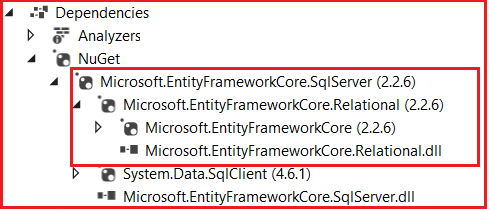 Dependencies
Analyzers
NuGet
Microsoft.EntityFrameworkCore.SqlServer (2.2.6)
Microsoft.EntityFrameworkCore.Relational (2.2.6)
Microsoft.EntityFrameworkCore (2.2.6)
Microsoft.EntityFrameworkCore.Relational.dll
System.Data.SqlClient (4.6.1)
Microsoft.EntityFrameworkCore.SqlServer.dll